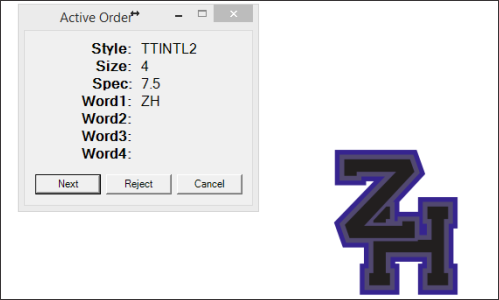 Active Order
Style: TTINTL2
Size: 4
Spec: 7.5
Word1: ZH
Word2:
Word3:
Word4:
Next Reject Cancel
ZH